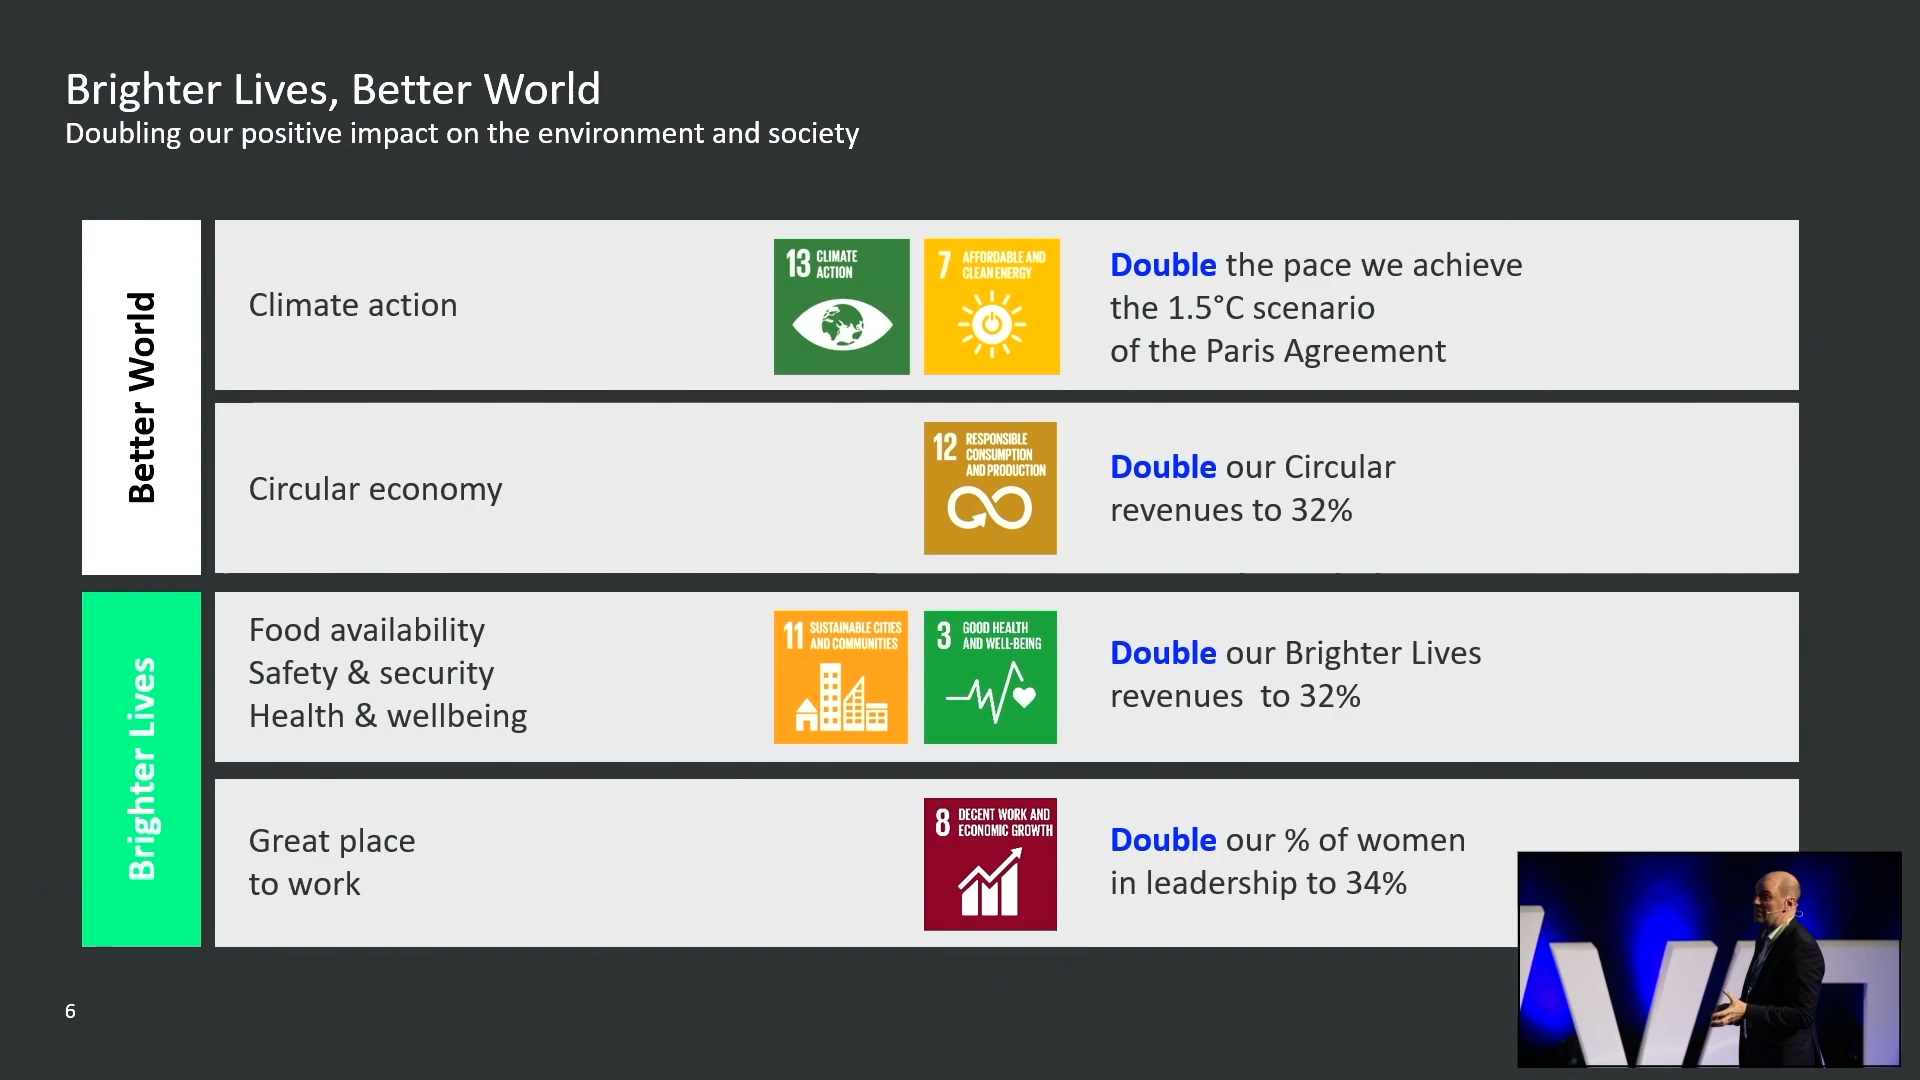 Brighter Lives, Better World
Doubling our positive impact on the environment and society
Better World
Climate action
13 CLIMATE
ACTION
7 AFFORDABLE AND
CLEAN ENERGY
Double the pace we achieve
the 1.5°C scenario
of the Paris Agreement
Circular economy
12 RESPONSIBLE
CONSUMPTION
AND PRODUCTION
Double our Circular
revenues to 32%
Brighter Lives
Food availability
Safety & security
Health & wellbeing
11 SUSTAINABLE CITIES
AND COMMUNITIES
3 GOOD HEALTH
AND WELL-BEING
Double our Brighter Lives
revenues  to 32%
Great place
to work
8 DECENT WORK AND
ECONOMIC GROWTH
Double our % of women
in leadership to 34%
6